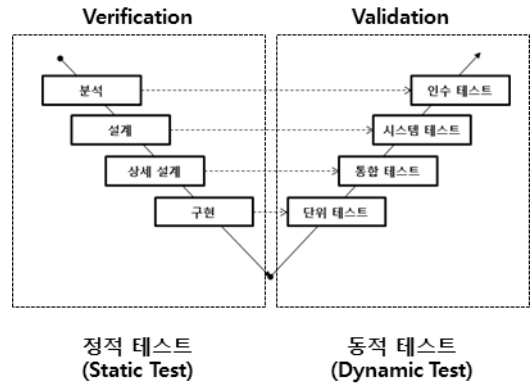 Verification
Validation
분석
인수 테스트
설계
시스템 테스트
상세 설계
통합 테스트
구현
단위 테스트
정적 테스트
(Static Test)
동적 테스트
(Dynamic Test)